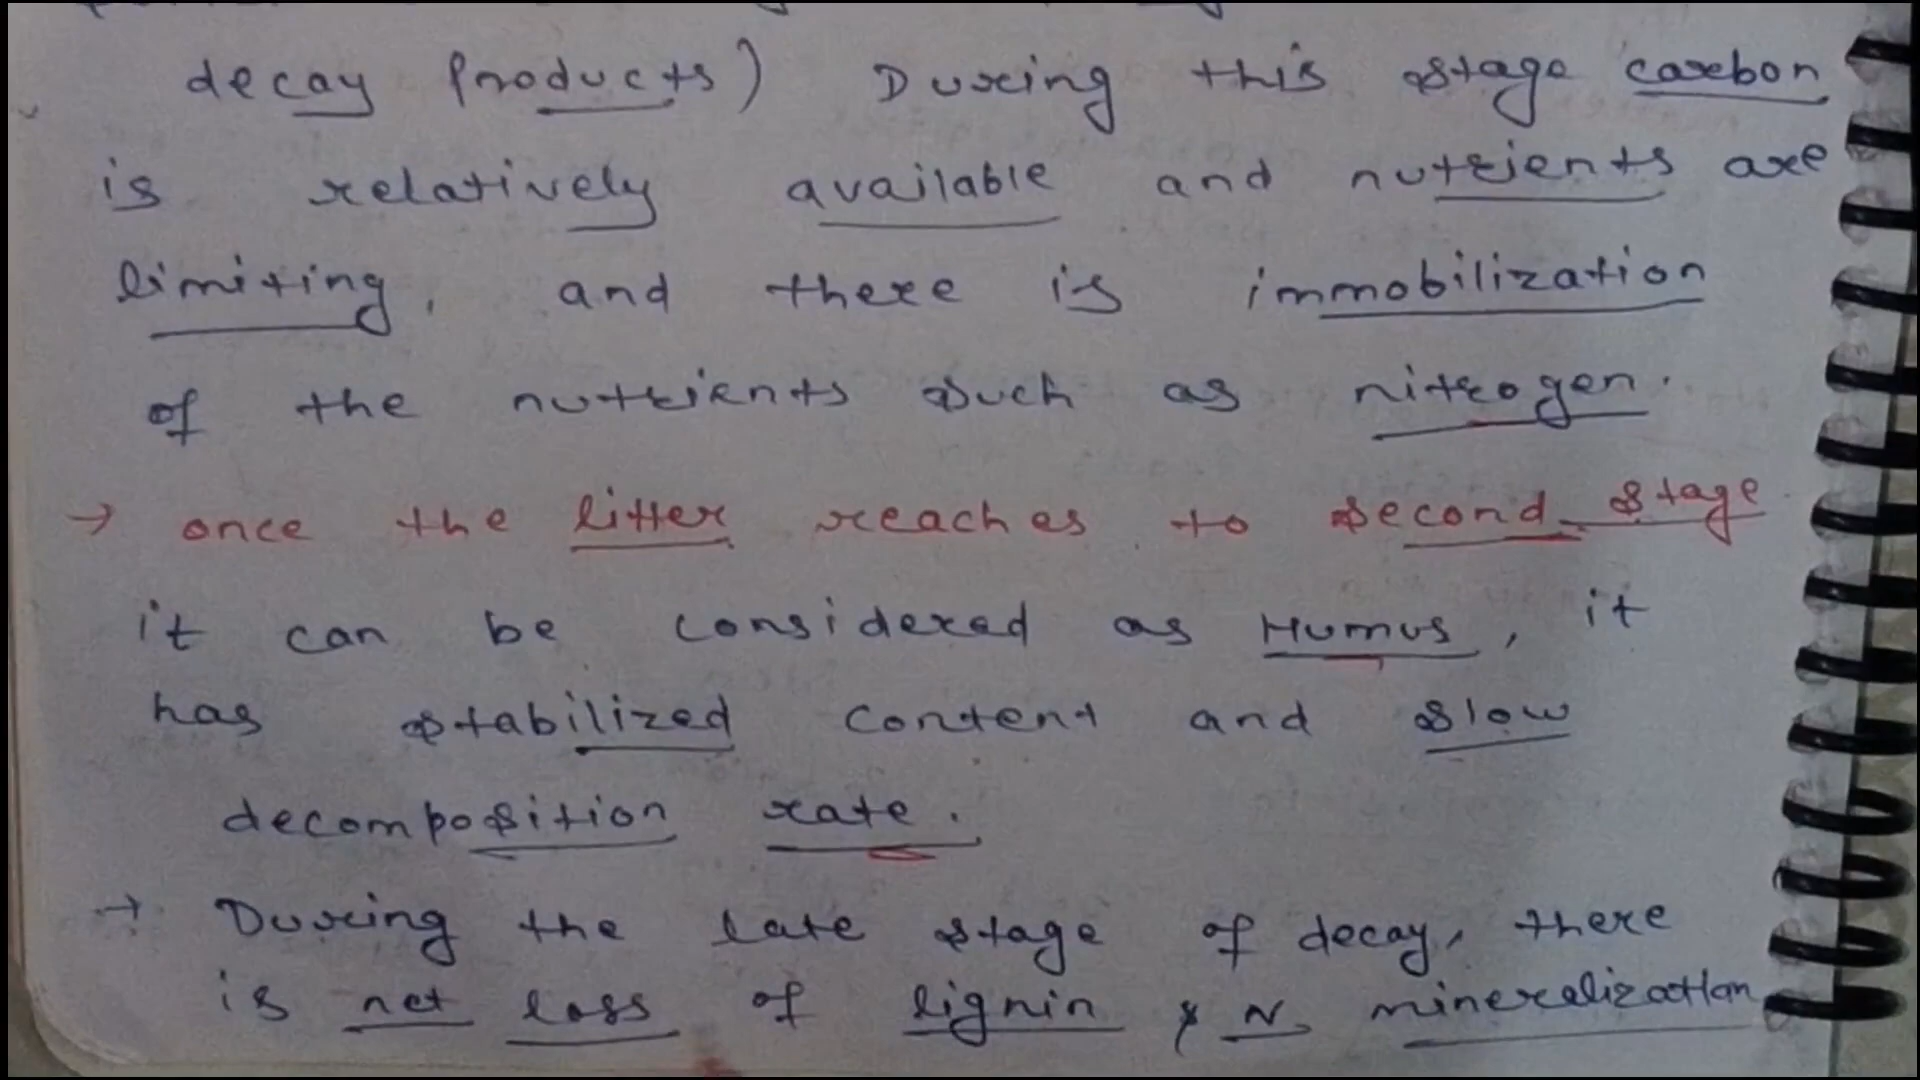 decay products) During this stage carbon
is relatively available and nutrients are
limiting, and there is immobilization
of the nutrients such as nitrogen.
→ once the litter reaches to second stage
it can be considered as Humus, it
has stabilized content and slow
decomposition rate.
→ During the late stage of decay, there
is net loss of lignin & N mineralization